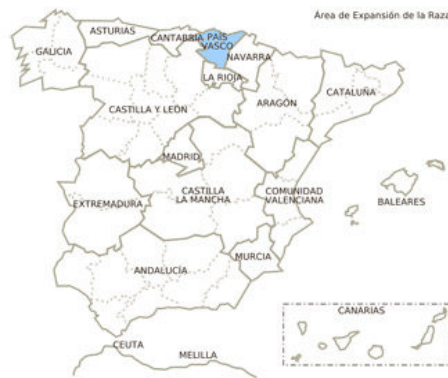 Área de Expansión de la Raza
ASTURIAS
CANTABRIA
PAÍS
VASCO
GALICIA
NAVARRA
LA RIOJA
CATALUÑA
ARAGÓN
CASTILLA Y LEÓN
MADRID
CASTILLA
LA MANCHA
COMUNIDAD
VALENCIANA
EXTREMADURA
BALEARES
MURCIA
ANDALUCÍA
CANARIAS
CEUTA
MELILLA